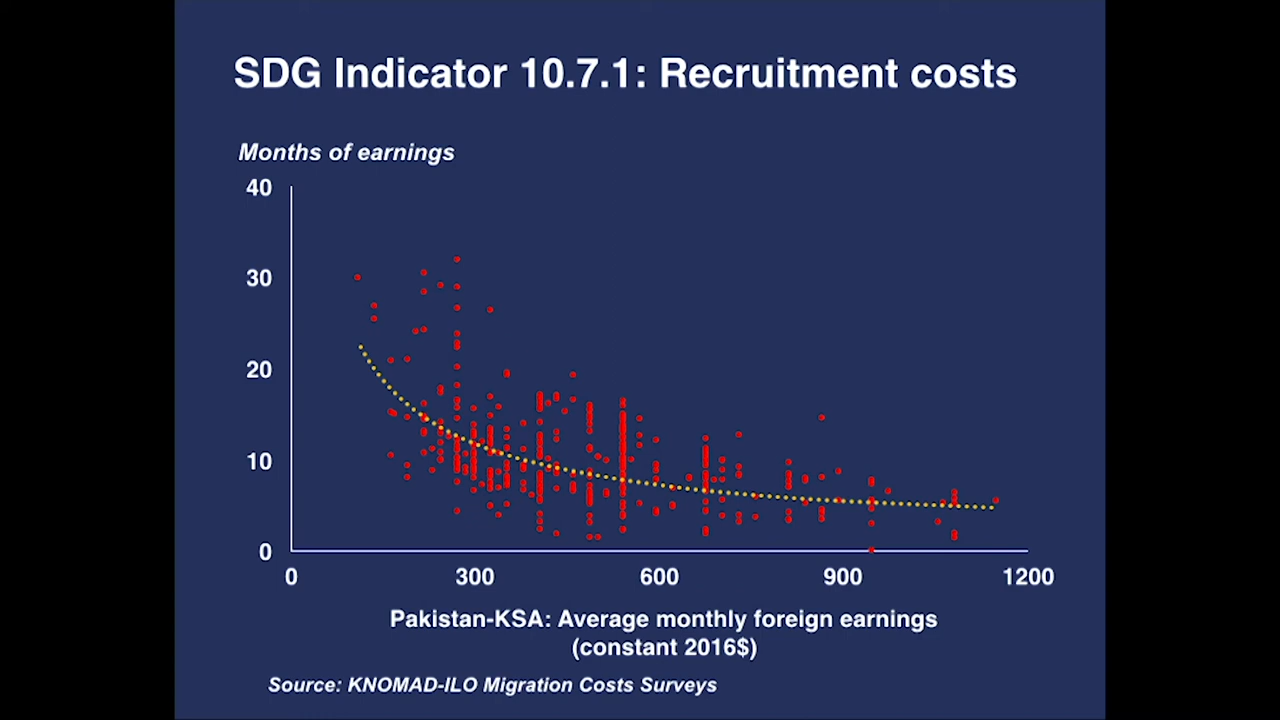 SDG Indicator 10.7.1: Recruitment costs
Months of earnings
40
30
20
10
0
0 300 600 900 1200
Pakistan-KSA: Average monthly foreign earnings
(constant 2016$)
Source: KNOMAD-ILO Migration Costs Surveys